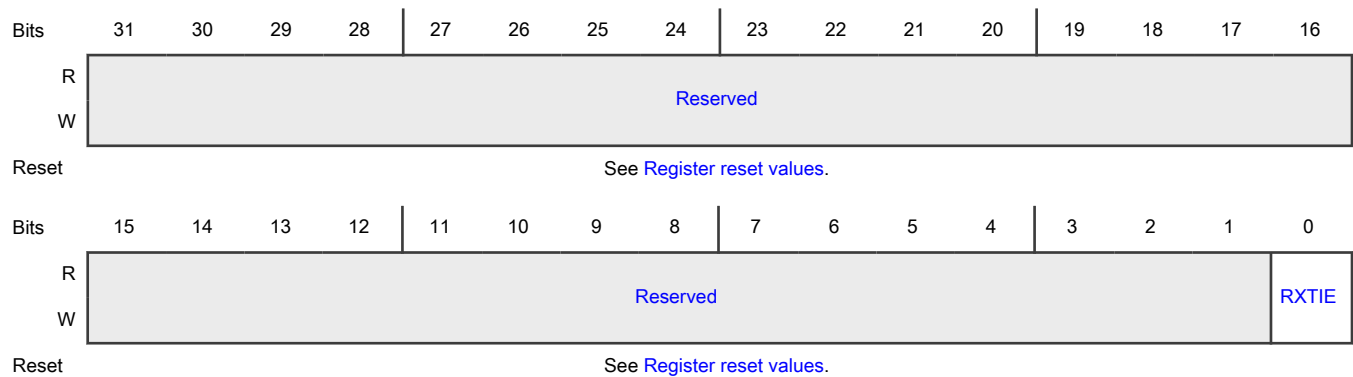 Bits 31 30 29 28 27 26 25 24 23 22 21 20 19 18 17 16
R
Reserved
W
Reset See Register reset values.
Bits 15 14 13 12 11 10 9 8 7 6 5 4 3 2 1 0
R
Reserved RXTIE
W
Reset See Register reset values.